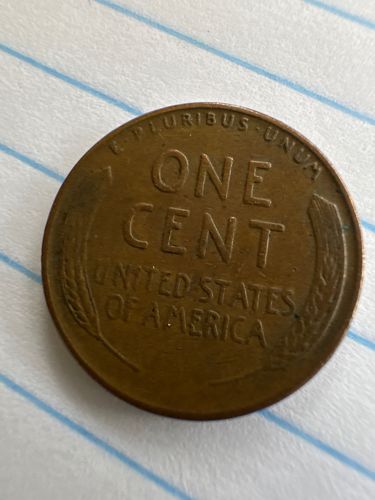 E·PLURIBUS·UNUM
ONE
CENT
UNITED·STATES
OF AMERICA